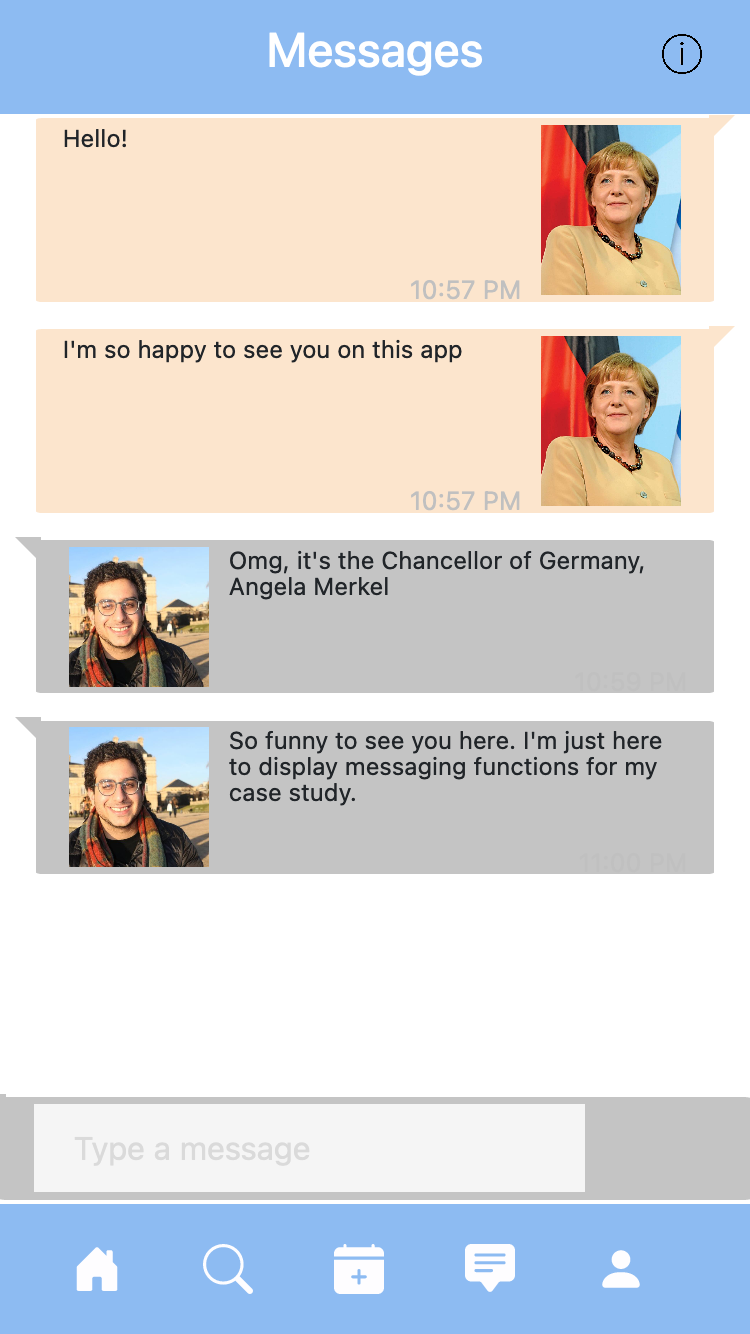 Messages
Hello!
10:57 PM
I'm so happy to see you on this app
10:57 PM
Omg, it's the Chancellor of Germany,
Angela Merkel
10:59 PM
So funny to see you here. I'm just here
to display messaging functions for my
case study.
11:00 PM
Type a message